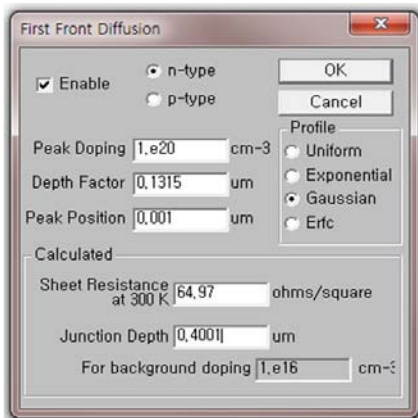 First Front Diffusion
Enable
n-type
p-type
OK
Cancel
Peak Doping 1.e20 cm-3
Depth Factor 0.1315 um
Peak Position 0.001 um
Profile
Uniform
Exponential
Gaussian
Erfc
Calculated
Sheet Resistance
at 300 K 64.97 ohms/square
Junction Depth 0.4001 um
For background doping 1.e16 cm-3